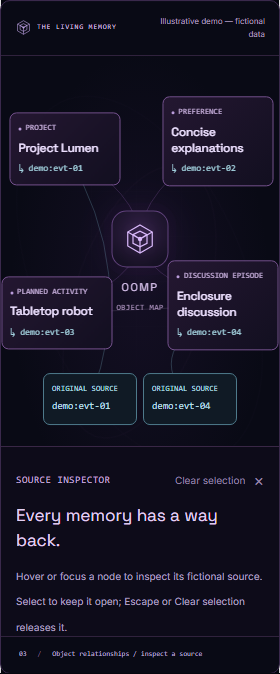 THE LIVING MEMORY
Illustrative demo — fictional
data
PROJECT
Project Lumen
↳ demo:evt-01
PREFERENCE
Concise
explanations
↳ demo:evt-02
OOMP
OBJECT MAP
PLANNED ACTIVITY
Tabletop robot
↳ demo:evt-03
DISCUSSION EPISODE
Enclosure
discussion
↳ demo:evt-04
ORIGINAL SOURCE
demo:evt-01
ORIGINAL SOURCE
demo:evt-04
SOURCE INSPECTOR
Clear selection ×
Every memory has a way
back.
Hover or focus a node to inspect its fictional source.
Select to keep it open; Escape or Clear selection
releases it.
03 / Object relationships / inspect a source